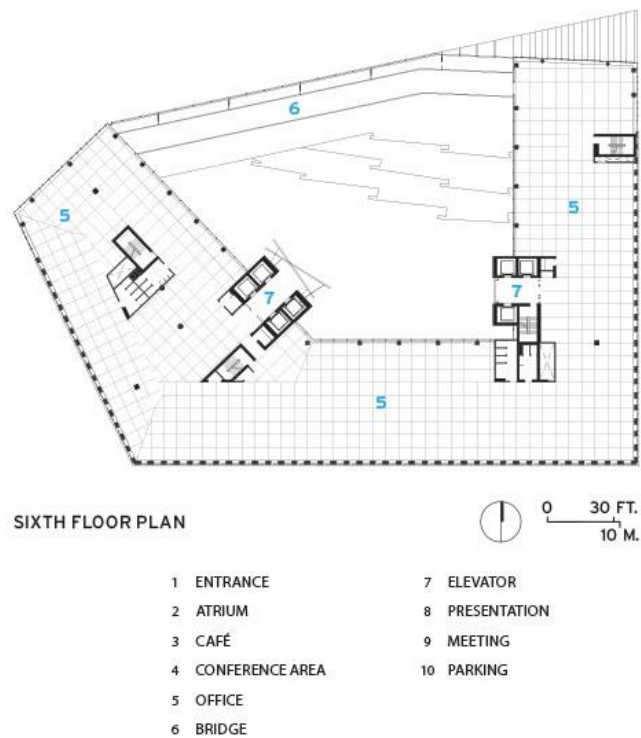 6
5
5
7
7
5
SIXTH FLOOR PLAN
0 30 FT.
10 M.
1 ENTRANCE
2 ATRIUM
3 CAFÉ
4 CONFERENCE AREA
5 OFFICE
6 BRIDGE
7 ELEVATOR
8 PRESENTATION
9 MEETING
10 PARKING